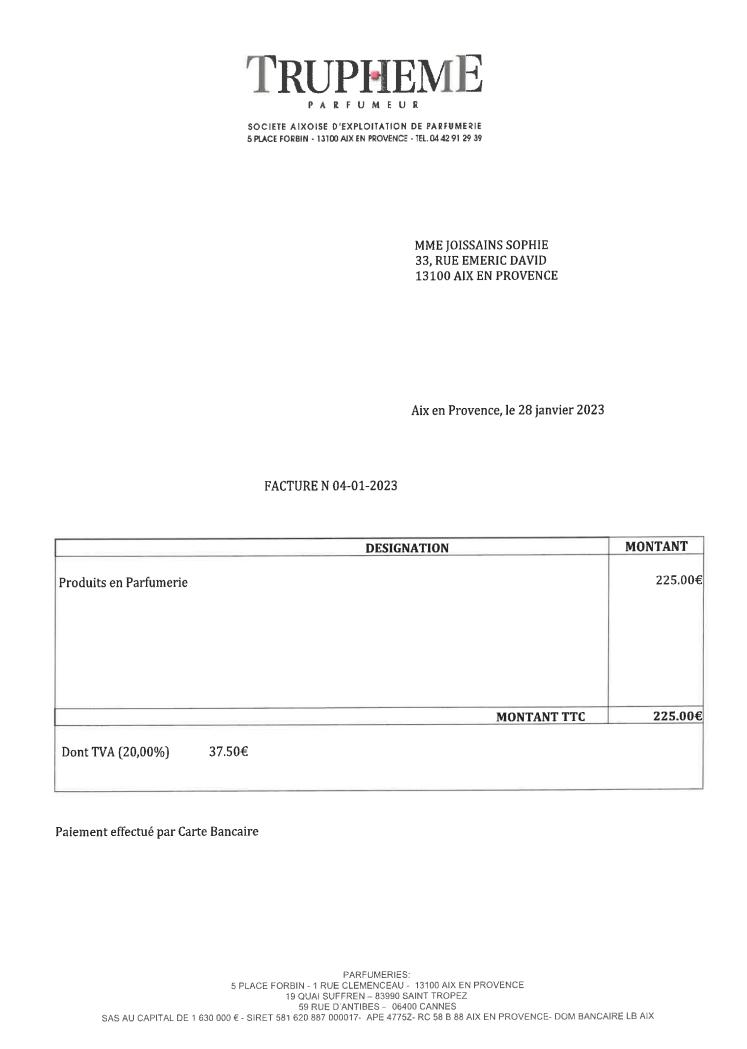 TRUPHEME
PARFUMEUR
SOCIETE AIXOISE D'EXPLOITATION DE PARFUMERIE
5 PLACE FORBIN - 13100 AIX EN PROVENCE - TEL. 04 42 91 29 39
MME JOISSAINS SOPHIE
33, RUE EMERIC DAVID
13100 AIX EN PROVENCE
Aix en Provence, le 28 janvier 2023
FACTURE N 04-01-2023
DESIGNATION MONTANT
Produits en Parfumerie 225.00€
MONTANT TTC 225.00€
Dont TVA (20,00%) 37.50€
Paiement effectué par Carte Bancaire
PARFUMERIES:
5 PLACE FORBIN - 1 RUE CLEMENCEAU - 13100 AIX EN PROVENCE
19 QUAI SUFFREN – 83990 SAINT TROPEZ
59 RUE D'ANTIBES – 06400 CANNES
SAS AU CAPITAL DE 1 630 000 € - SIRET 581 620 887 000017- APE 4775Z- RC 58 B 88 AIX EN PROVENCE- DOM BANCAIRE LB AIX